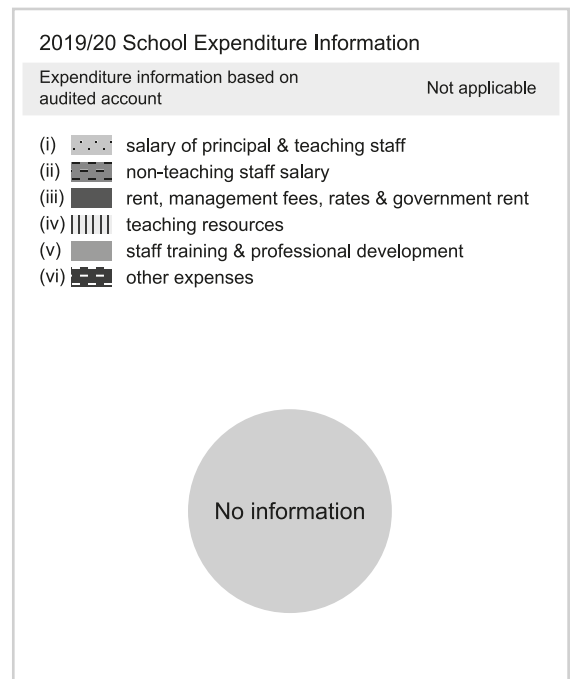 2019/20 School Expenditure Information
Expenditure information based on
audited account
Not applicable
(i) salary of principal & teaching staff
(ii) non-teaching staff salary
(iii) rent, management fees, rates & government rent
(iv) teaching resources
(v) staff training & professional development
(vi) other expenses
No information